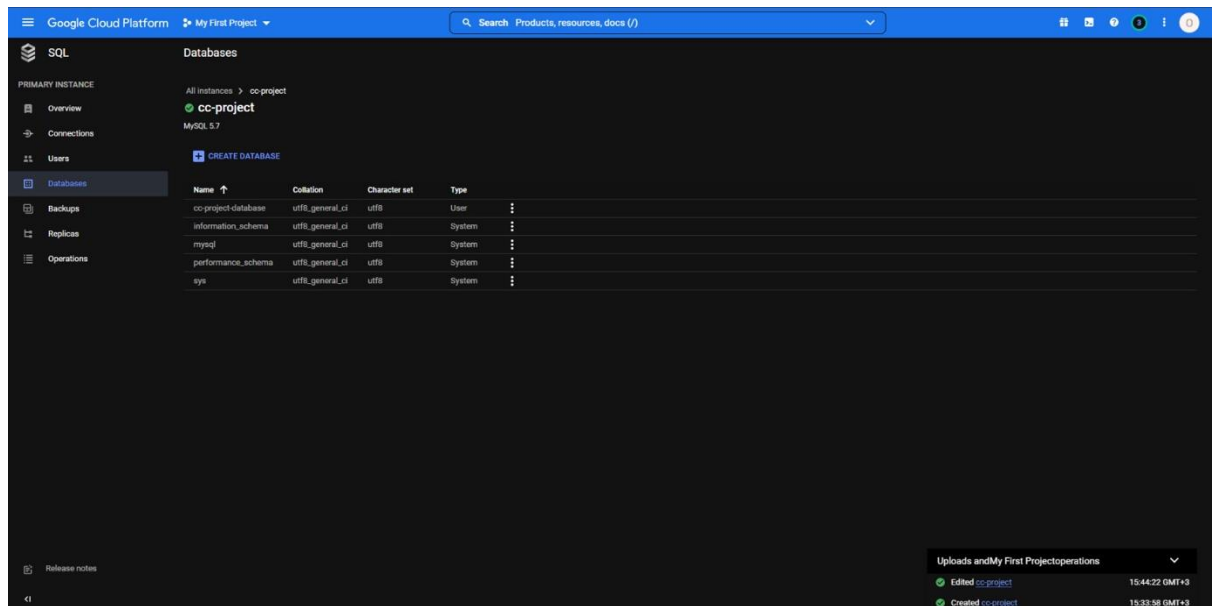 Google Cloud Platform My First Project Search Products, resources, docs (/) 3 O
SQL
Databases
PRIMARY INSTANCE
Overview
Connections
Users
Databases
Backups
Replicas
Operations
All instances > cc-project
cc-project
MySQL 5.7
CREATE DATABASE
Name Collation Character set Type
cc-project-database utf8_general_ci utf8 User
information_schema utf8_general_ci utf8 System
mysql utf8_general_ci utf8 System
performance_schema utf8_general_ci utf8 System
sys utf8_general_ci utf8 System
Release notes
Uploads andMy First Projectoperations
Edited cc-project 15:44:22 GMT+3
Created cc-project 15:33:58 GMT+3